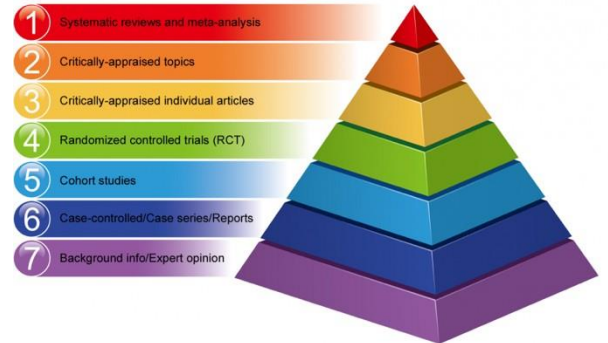 1 Systematic reviews and meta-analysis
2 Critically-appraised topics
3 Critically-appraised individual articles
4 Randomized controlled trials (RCT)
5 Cohort studies
6 Case-controlled/Case series/Reports
7 Background info/Expert opinion